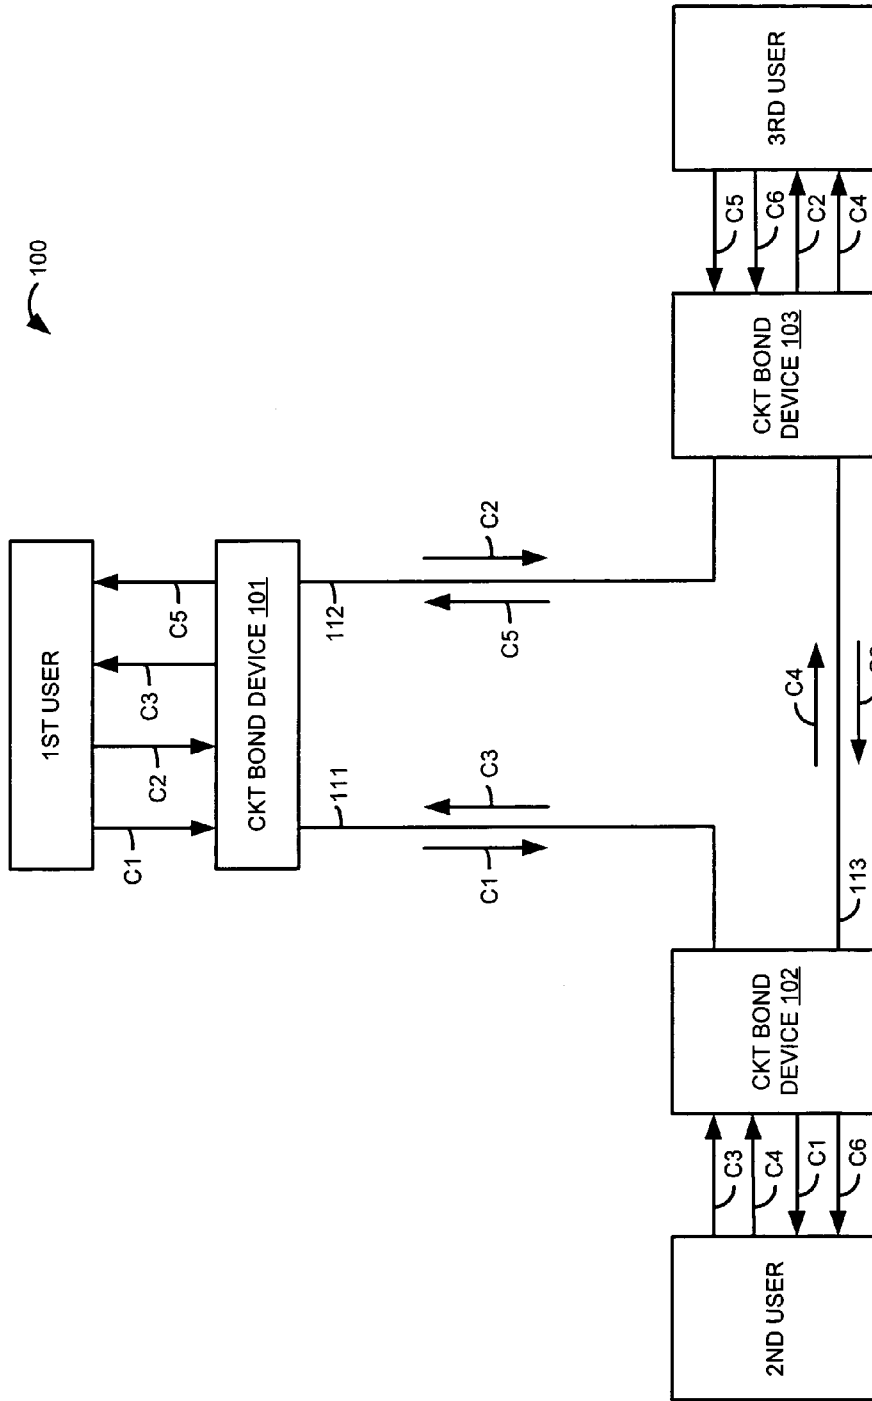 100
1ST USER
C1
C2
C3
C5
CKT BOND DEVICE 101
111
112
C1
C3
C5
C2
2ND USER
C3
C4
C1
C6
CKT BOND
DEVICE 102
113
C4
CKT BOND
DEVICE 103
C5
C6
C2
C4
3RD USER